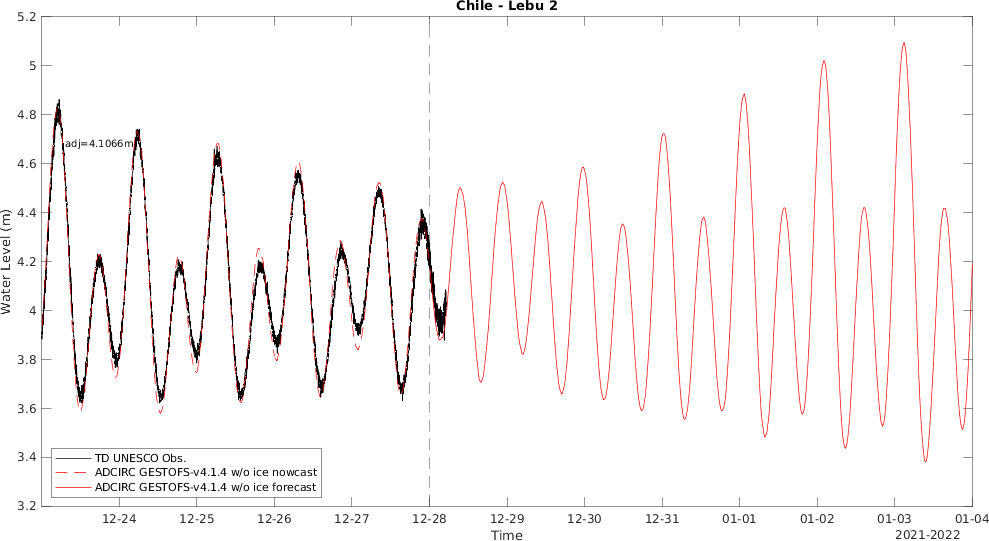 Chile - Lebu 2
5.2
5
4.8
4.6
4.4
4.2
4
3.8
3.6
3.4
3.2
Water Level (m)
adj=4.1066m
TD UNESCO Obs.
ADCIRC GESTOFS-v4.1.4 w/o ice nowcast
ADCIRC GESTOFS-v4.1.4 w/o ice forecast
12-24 12-25 12-26 12-27 12-28 12-29 12-30 12-31 01-01 01-02 01-03 01-04
Time
2021-2022